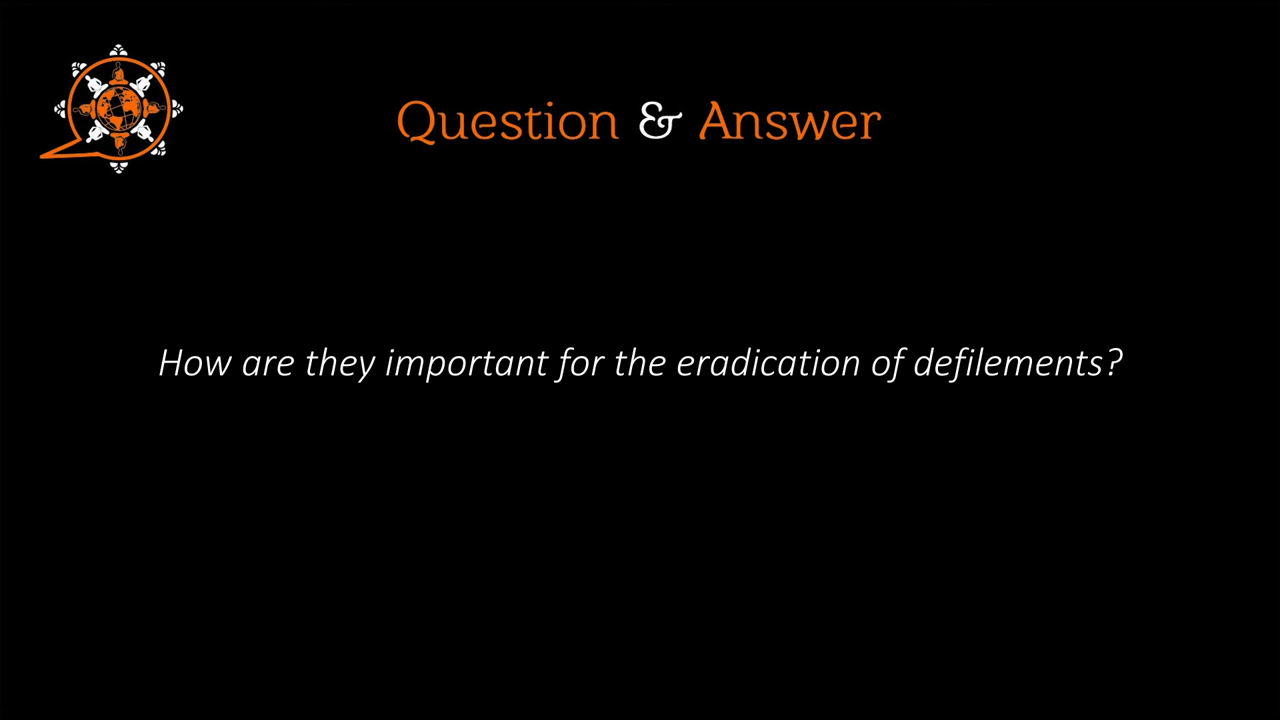 Question & Answer
How are they important for the eradication of defilements?